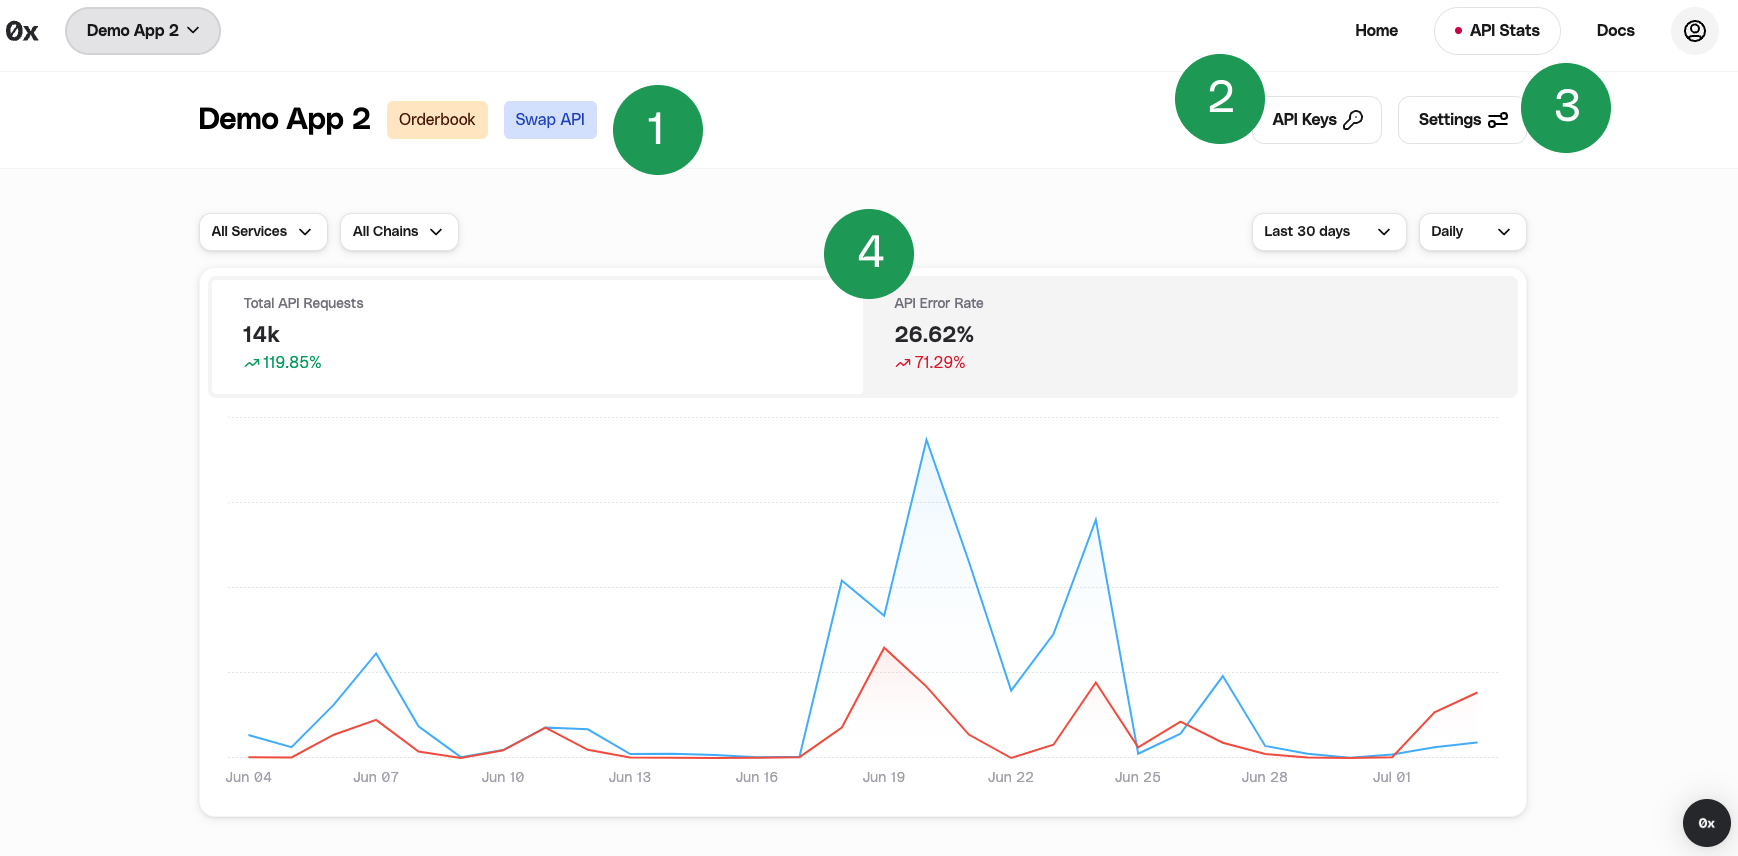 0x
Demo App 2
Home
API Stats
Docs
Demo App 2
Orderbook
Swap API
1
2
API Keys
Settings
3
All Services
All Chains
4
Last 30 days
Daily
Total API Requests
14k
119.85%
API Error Rate
26.62%
71.29%
Jun 04 Jun 07 Jun 10 Jun 13 Jun 16 Jun 19 Jun 22 Jun 25 Jun 28 Jul 01
0x